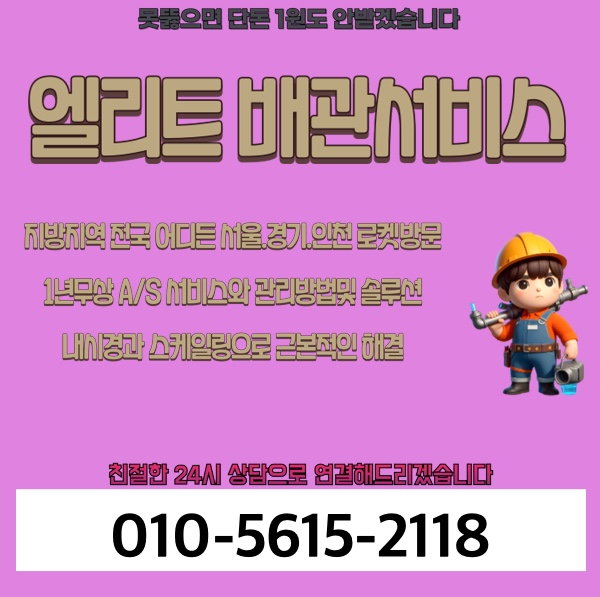 못뚫으면 단돈 1원도 안받겠습니다
엘리트 배관서비스
지방지역 전국 어디든 서울.경기.인천 로켓방문
1년무상 A/S 서비스와 관리방법및 솔루션
내시경과 스케일링으로 근본적인 해결
친절한 24시 상담으로 연결해드리겠습니다
010-5615-2118